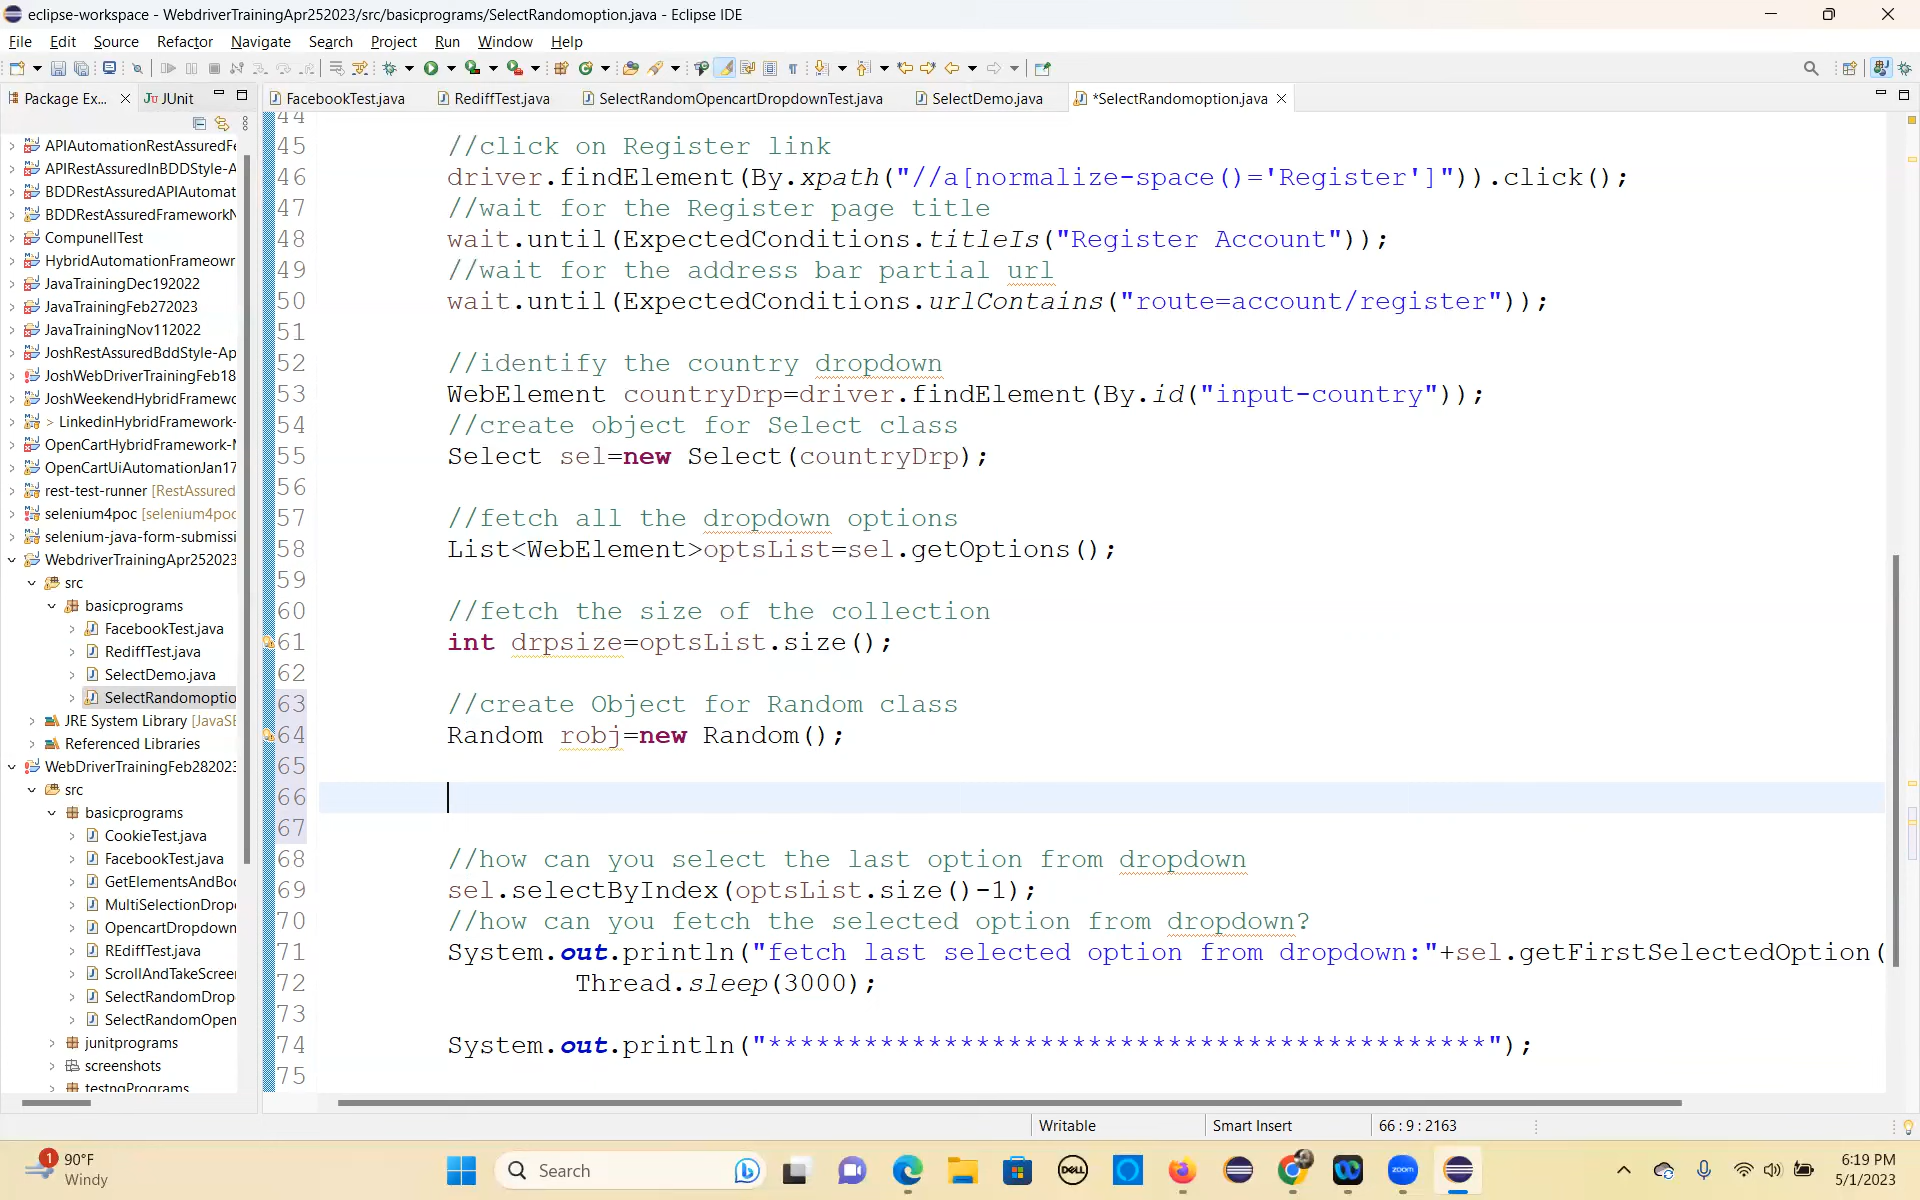 eclipse-workspace - WebdriverTrainingApr252023/src/basicprograms/SelectRandomoption.java - Eclipse IDE
File Edit Source Refactor Navigate Search Project Run Window Help
Package Ex... JUnit
FacebookTest.java RediffTest.java SelectRandomOpencartDropdownTest.java SelectDemo.java *SelectRandomoption.java
APIAutomationRestAssuredFe
APIRestAssuredInBDDStyle-A
BDDRestAssuredAPIAutomat
BDDRestAssuredFrameworkN
CompunellTest
HybridAutomationFrameowr
JavaTrainingDec192022
JavaTrainingFeb272023
JavaTrainingNov112022
JoshRestAssuredBddStyle-Ap
JoshWebDriverTrainingFeb18
JoshWeekendHybridFramewo
> LinkedinHybridFramework-
OpenCartHybridFramework-M
OpenCartUiAutomationJan17
rest-test-runner [RestAssured
selenium4poc [selenium4poc
selenium-java-form-submissi
WebdriverTrainingApr252023
src
basicprograms
FacebookTest.java
RediffTest.java
SelectDemo.java
SelectRandomoptio
JRE System Library [JavaSE
Referenced Libraries
WebDriverTrainingFeb282023
src
basicprograms
CookieTest.java
FacebookTest.java
GetElementsAndBoo
MultiSelectionDrop
OpencartDropdown
REdiffTest.java
ScrollAndTakeScree
SelectRandomDrop
SelectRandomOpen
junitprograms
screenshots
testngPrograms
44
45 //click on Register link
46 driver.findElement(By.xpath("//a[normalize-space()='Register']")).click();
47 //wait for the Register page title
48 wait.until(ExpectedConditions.titleIs("Register Account"));
49 //wait for the address bar partial url
50 wait.until(ExpectedConditions.urlContains("route=account/register"));
51
52 //identify the country dropdown
53 WebElement countryDrp=driver.findElement(By.id("input-country"));
54 //create object for Select class
55 Select sel=new Select(countryDrp);
56
57 //fetch all the dropdown options
58 List<WebElement>optsList=sel.getOptions();
59
60 //fetch the size of the collection
61 int drpsize=optsList.size();
62
63 //create Object for Random class
64 Random robj=new Random();
65
66
67
68 //how can you select the last option from dropdown
69 sel.selectByIndex(optsList.size()-1);
70 //how can you fetch the selected option from dropdown?
71 System.out.println("fetch last selected option from dropdown:"+sel.getFirstSelectedOption(
72 Thread.sleep(3000);
73
74 System.out.println("*********************************************");
75
Writable Smart Insert 66 : 9 : 2163
1 90°F
Windy
Search
DELL
zoom
6:19 PM
5/1/2023